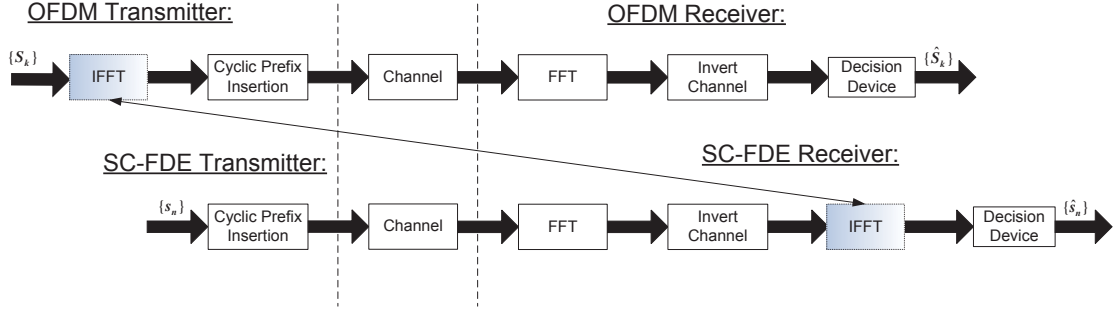 OFDM Transmitter:
OFDM Receiver:
{S_k}
IFFT
Cyclic Prefix
Insertion
Channel
FFT
Invert
Channel
Decision
Device
{Ŝ_k}
SC-FDE Transmitter:
SC-FDE Receiver:
{s_n}
Cyclic Prefix
Insertion
Channel
FFT
Invert
Channel
IFFT
Decision
Device
{ŝ_n}